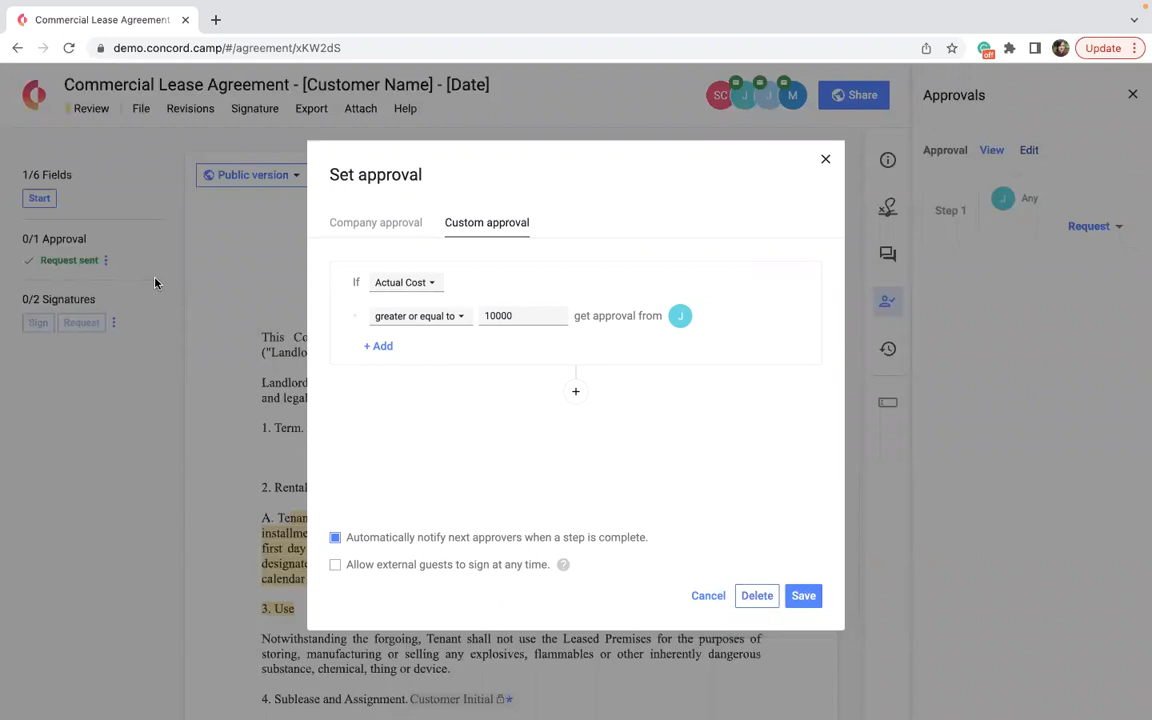 Commercial Lease Agreement
demo.concord.camp/#/agreement/xKW2dS
off
Update
Commercial Lease Agreement - [Customer Name] - [Date]
Review File Revisions Signature Export Attach Help
SC J J M
Share
Approvals
1/6 Fields
Start
0/1 Approval
Request sent
0/2 Signatures
Sign Request
Public version
Approval View Edit
Step 1 J Any
Request
Set approval
Company approval Custom approval
If Actual Cost
greater or equal to 10000 get approval from J
+ Add
+
Automatically notify next approvers when a step is complete.
Allow external guests to sign at any time. ?
Cancel Delete Save
This Co
("Landlo
Landlord
and legal
1. Term.
2. Rental
A. Tenan
installme
first day
designate
calendar
3. Use
Notwithstanding the forgoing, Tenant shall not use the Leased Premises for the purposes of
storing, manufacturing or selling any explosives, flammables or other inherently dangerous
substance, chemical, thing or device.
4. Sublease and Assignment. Customer Initial *